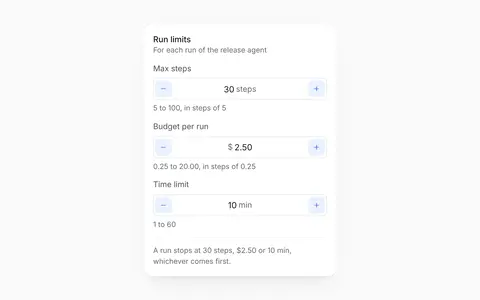 Run limits
For each run of the release agent
Max steps
− 30 steps +
5 to 100, in steps of 5
Budget per run
− $ 2.50 +
0.25 to 20.00, in steps of 0.25
Time limit
− 10 min +
1 to 60
A run stops at 30 steps, $2.50 or 10 min,
whichever comes first.